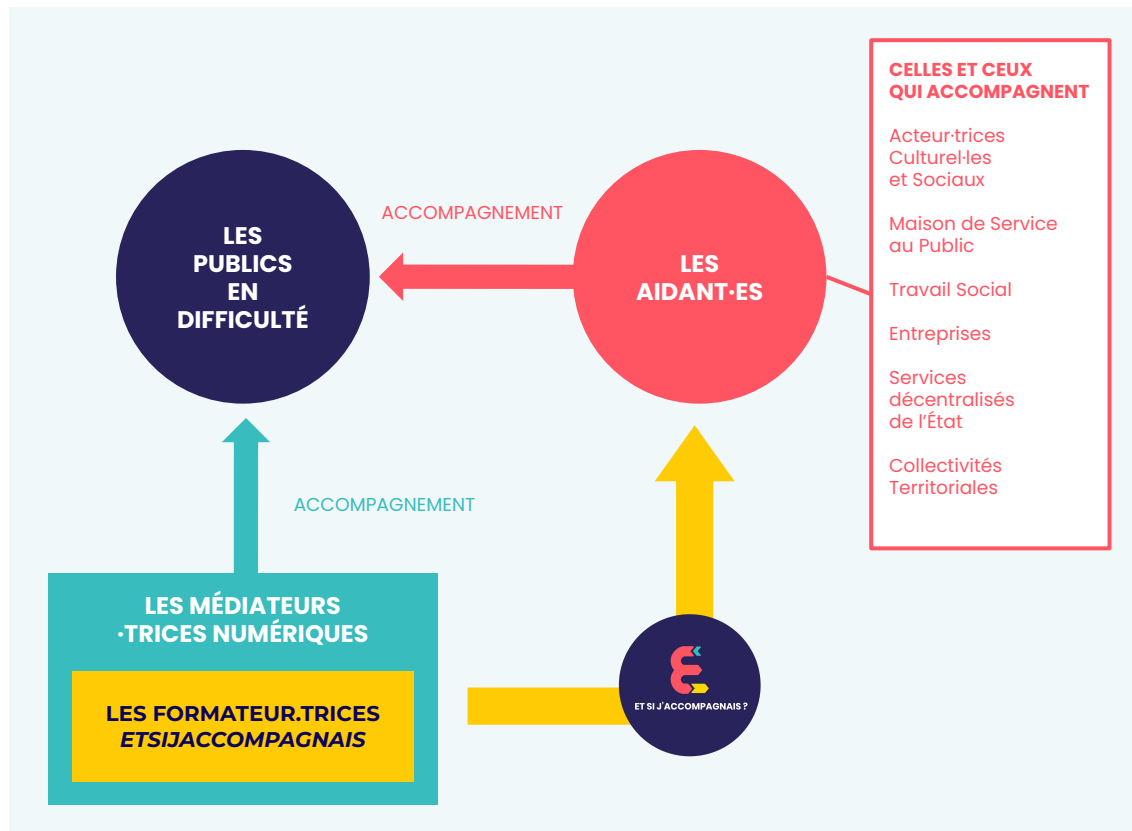 CELLES ET CEUX
QUI ACCOMPAGNENT
Acteur·trices
Culturel·les
et Sociaux
Maison de Service
au Public
Travail Social
Entreprises
Services
décentralisés
de l'État
Collectivités
Territoriales
LES
PUBLICS
EN
DIFFICULTÉ
ACCOMPAGNEMENT
LES
AIDANT·ES
ACCOMPAGNEMENT
LES MÉDIATEURS
·TRICES NUMÉRIQUES
LES FORMATEUR.TRICES
ETSIJACCOMPAGNAIS
ET SI J'ACCOMPAGNAIS ?